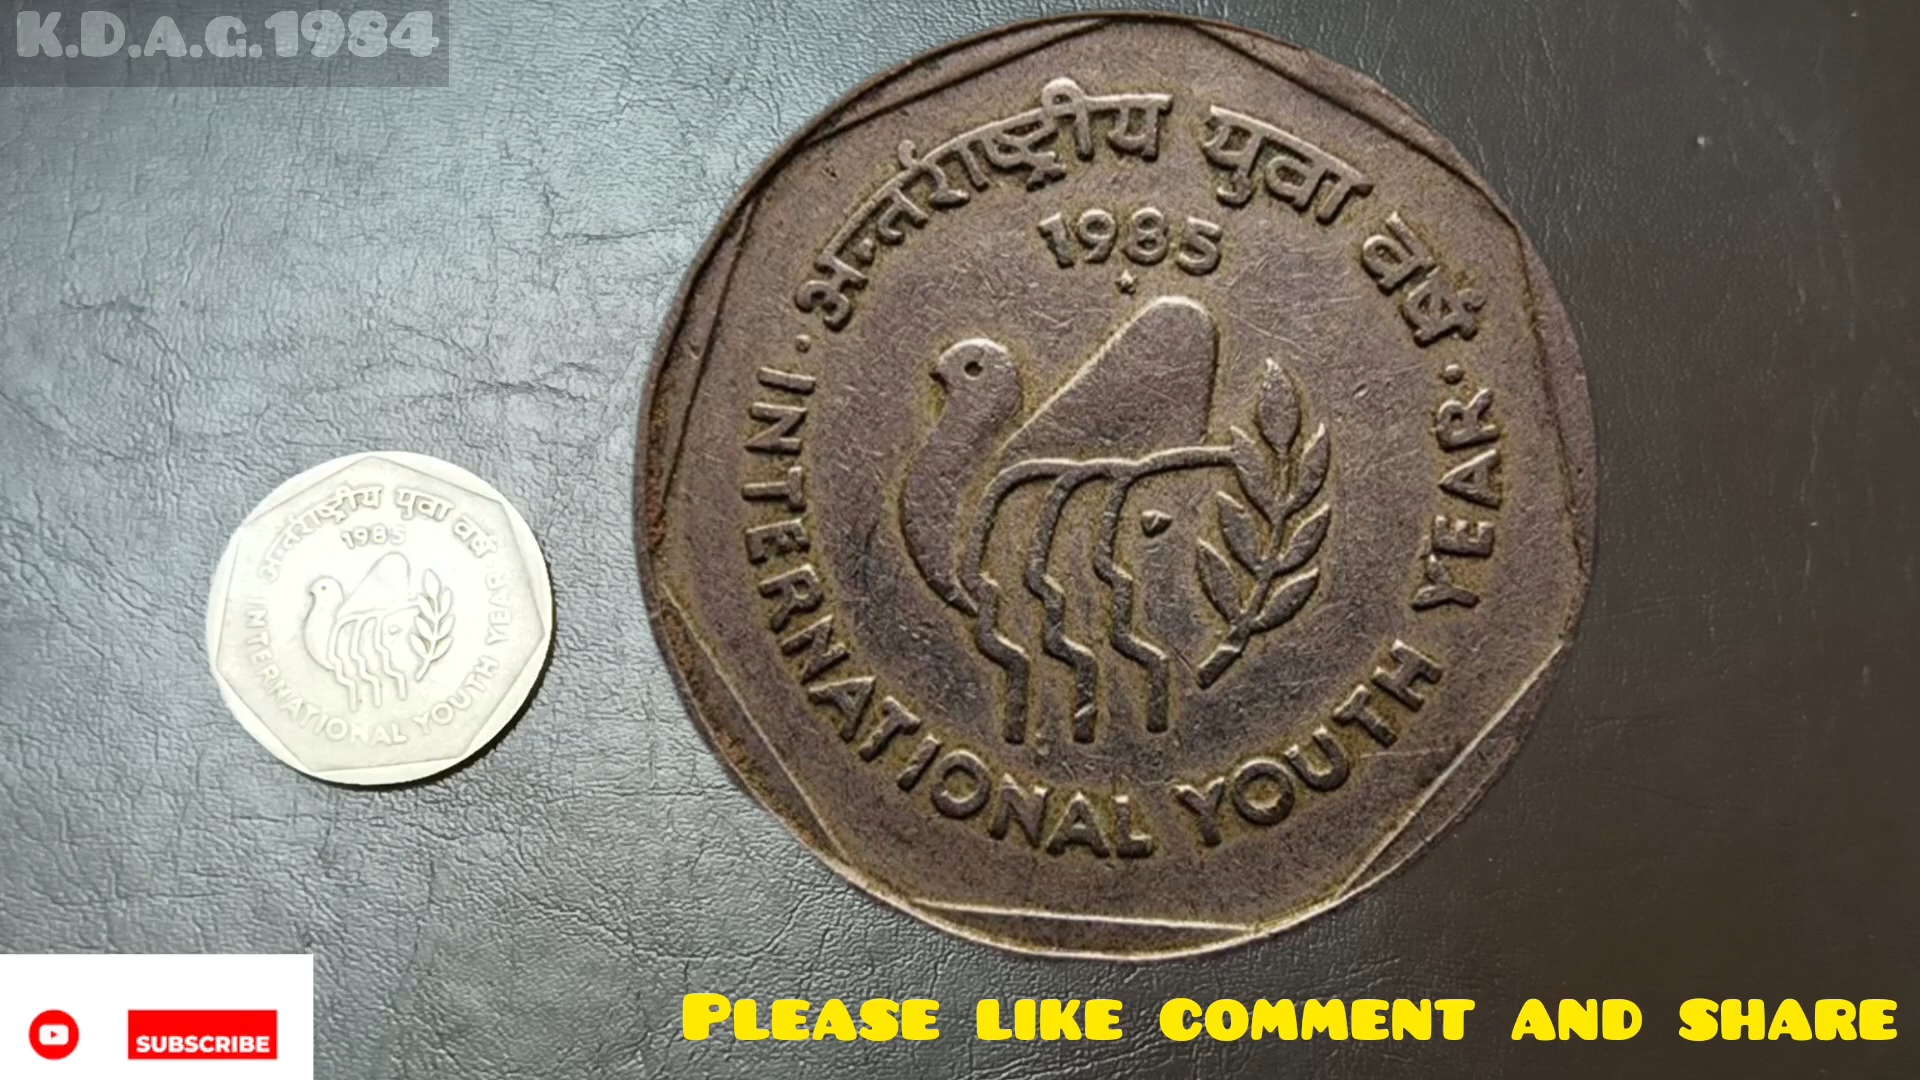 K.D.A.G.1984
अन्तर्राष्ट्रीय युवा वर्ष
1985
INTERNATIONAL YOUTH YEAR
अन्तर्राष्ट्रीय युवा वर्ष
1985
INTERNATIONAL YOUTH YEAR
SUBSCRIBE
PLEASE LIKE COMMENT AND SHARE